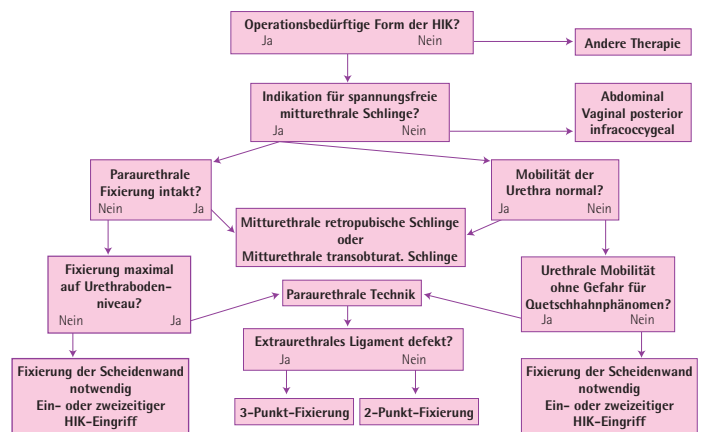 Operationsbedürftige Form der HIK?
Ja Nein
Andere Therapie
Indikation für spannungsfreie
mitturethrale Schlinge?
Ja Nein
Abdominal
Vaginal posterior
infracoccygeal
Paraurethrale
Fixierung intakt?
Nein Ja
Mobilität der
Urethra normal?
Ja Nein
Mitturethrale retropubische Schlinge
oder
Mitturethrale transobturat. Schlinge
Fixierung maximal
auf Urethraboden-
niveau?
Nein Ja
Paraurethrale Technik
Urethrale Mobilität
ohne Gefahr für
Quetschhahnphänomen?
Ja Nein
Extraurethrales Ligament defekt?
Ja Nein
Fixierung der Scheidenwand
notwendig
Ein- oder zweizeitiger
HIK-Eingriff
3-Punkt-Fixierung
2-Punkt-Fixierung
Fixierung der Scheidenwand
notwendig
Ein- oder zweizeitiger
HIK-Eingriff